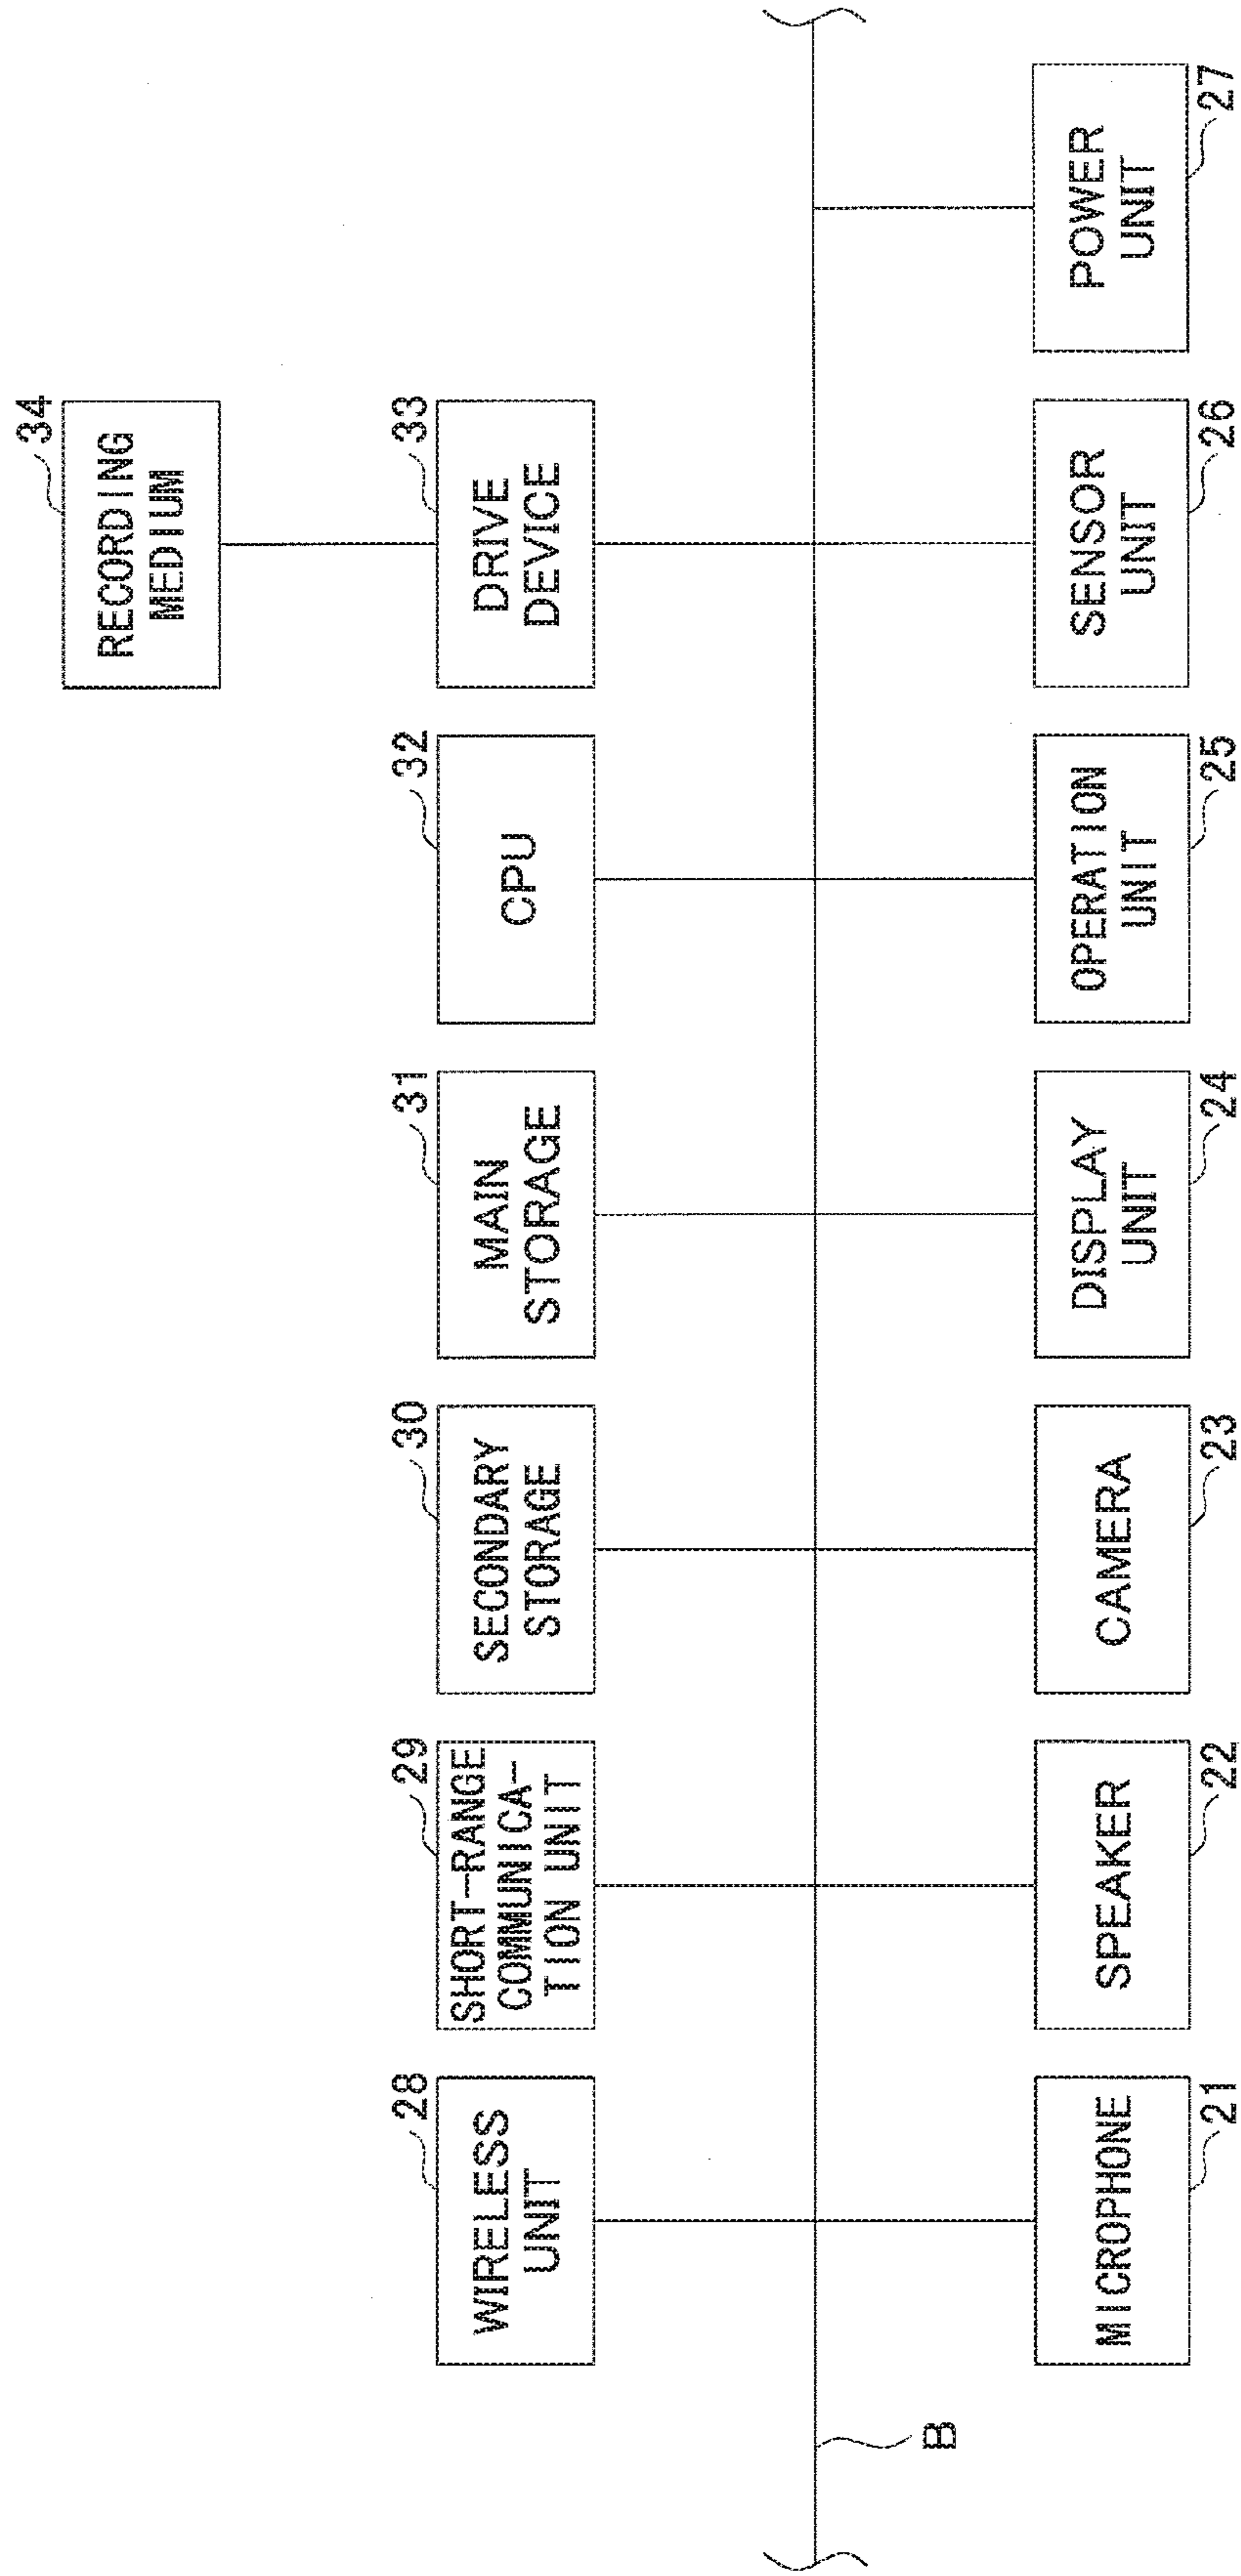 34
RECORDING
MEDIUM
28
WIRELESS
UNIT
29
SHORT-RANGE
COMMUNICA-
TION UNIT
30
SECONDARY
STORAGE
31
MAIN
STORAGE
32
CPU
33
DRIVE
DEVICE
B
MICROPHONE
21
SPEAKER
22
CAMERA
23
DISPLAY
UNIT
24
OPERATION
UNIT
25
SENSOR
UNIT
26
POWER
UNIT
27